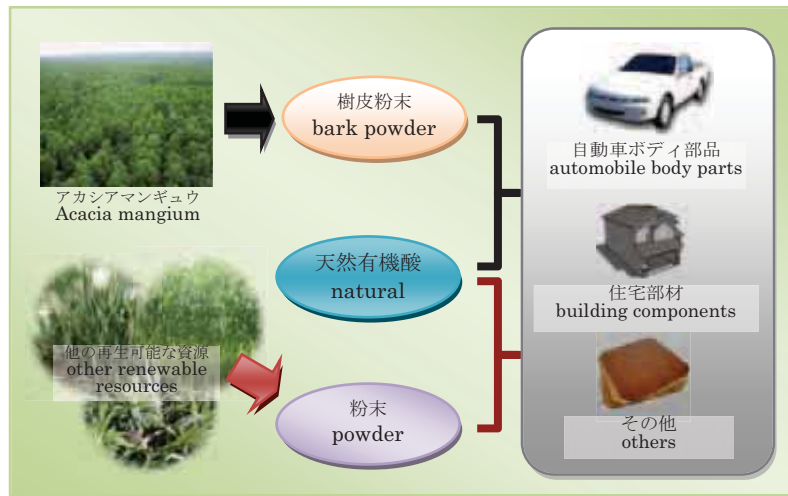 アカシアマンギュウ
Acacia mangium
他の再生可能な資源
other renewable
resources
樹皮粉末
bark powder
天然有機酸
natural
粉末
powder
自動車ボディ部品
automobile body parts
住宅部材
building components
その他
others